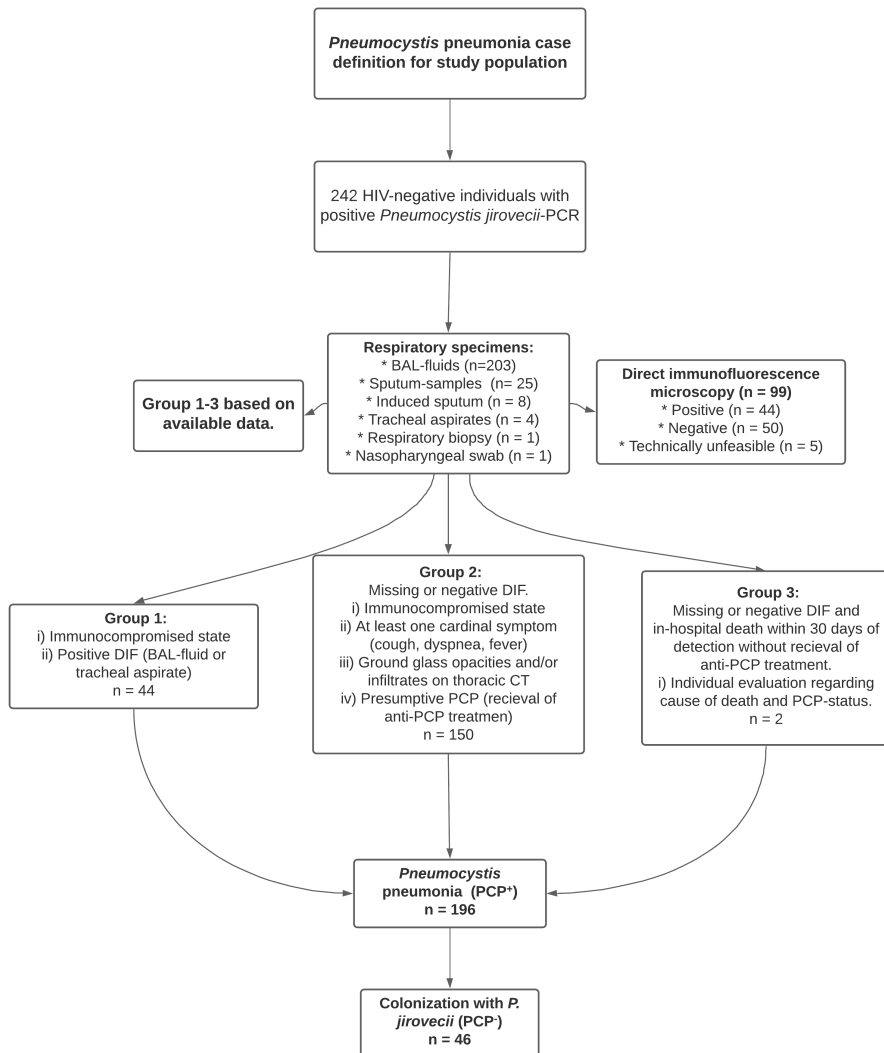 Pneumocystis pneumonia case
definition for study population
242 HIV-negative individuals with
positive Pneumocystis jirovecii-PCR
Respiratory specimens:
* BAL-fluids (n=203)
* Sputum-samples (n= 25)
* Induced sputum (n = 8)
* Tracheal aspirates (n = 4)
* Respiratory biopsy (n = 1)
* Nasopharyngeal swab (n = 1)
Group 1-3 based on
available data.
Direct immunofluorescence
microscopy (n = 99)
* Positive (n = 44)
* Negative (n = 50)
* Technically unfeasible (n = 5)
Group 1:
i) Immunocompromised state
ii) Positive DIF (BAL-fluid or
tracheal aspirate)
n = 44
Group 2:
Missing or negative DIF.
i) Immunocompromised state
ii) At least one cardinal symptom
(cough, dyspnea, fever)
iii) Ground glass opacities and/or
infiltrates on thoracic CT
iv) Presumptive PCP (recieval of
anti-PCP treatmen)
n = 150
Group 3:
Missing or negative DIF and
in-hospital death within 30 days of
detection without recieval of
anti-PCP treatment.
i) Individual evaluation regarding
cause of death and PCP-status.
n = 2
Pneumocystis
pneumonia (PCP⁺)
n = 196
Colonization with P.
jirovecii (PCP⁻)
n = 46